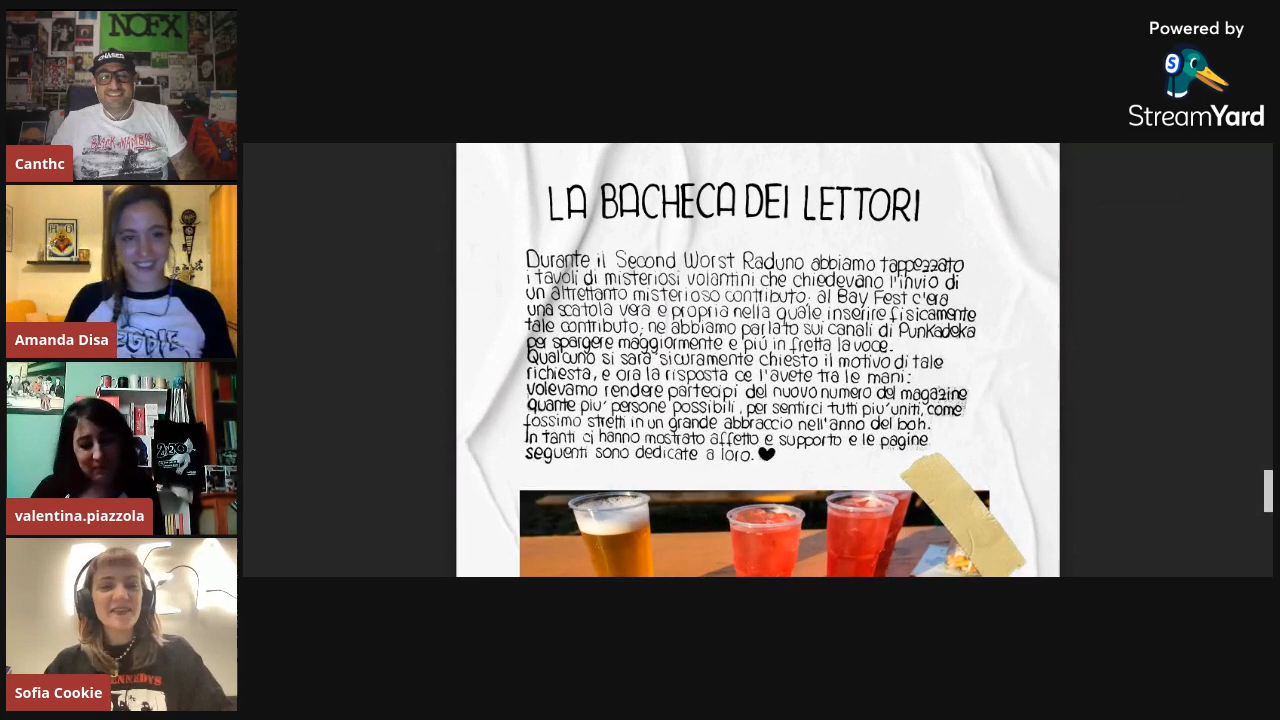 NOFX
Canthc
Amanda Disa
valentina.piazzola
Sofia Cookie
Powered by
StreamYard
LA BACHECA DEI LETTORI
Durante il Second Worst Raduno abbiamo tappezzato
i tavoli di misteriosi volantini che chiedevano l'invio di
un altrettanto misterioso contributo; al Bay Fest c'era
una scatola vera e propria nella quale inserire fisicamente
tale contributo; ne abbiamo parlato sui canali di Punkadeka
per spargere maggiormente e più in fretta la voce.
Qualcuno si sarà sicuramente chiesto il motivo di tale
richiesta, e ora la risposta ce l'avete tra le mani:
volevamo rendere partecipi del nuovo numero del magazine
quante piu' persone possibili, per sentirci tutti piu' uniti, come
fossimo stretti in un grande abbraccio nell'anno del boh.
In tanti ci hanno mostrato affetto e supporto e le pagine
seguenti sono dedicate a loro. ♥